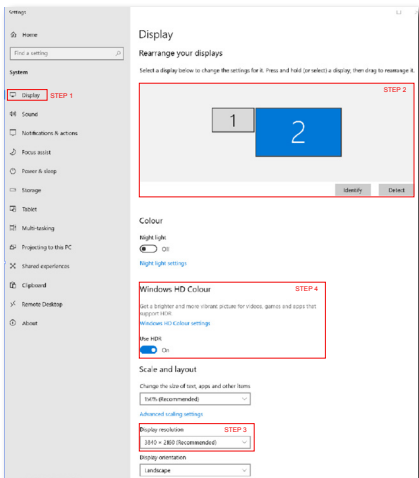 Settings
Home
Find a setting
System
Display
STEP 1
Sound
Notifications & actions
Focus assist
Power & sleep
Storage
Tablet
Multi-tasking
Projecting to this PC
Shared experiences
Clipboard
Remote Desktop
About
Display
Rearrange your displays
Select a display below to change the settings for it. Press and hold (or select) a display, then drag to rearrange it.
STEP 2
1
2
Identify
Detect
Colour
Night light
Off
Night light settings
Windows HD Colour
STEP 4
Get a brighter and more vibrant picture for videos, games and apps that
support HDR.
Windows HD Colour settings
Use HDR
On
Scale and layout
Change the size of text, apps and other items
150% (Recommended)
Advanced scaling settings
Display resolution
STEP 3
3840 × 2160 (Recommended)
Display orientation
Landscape